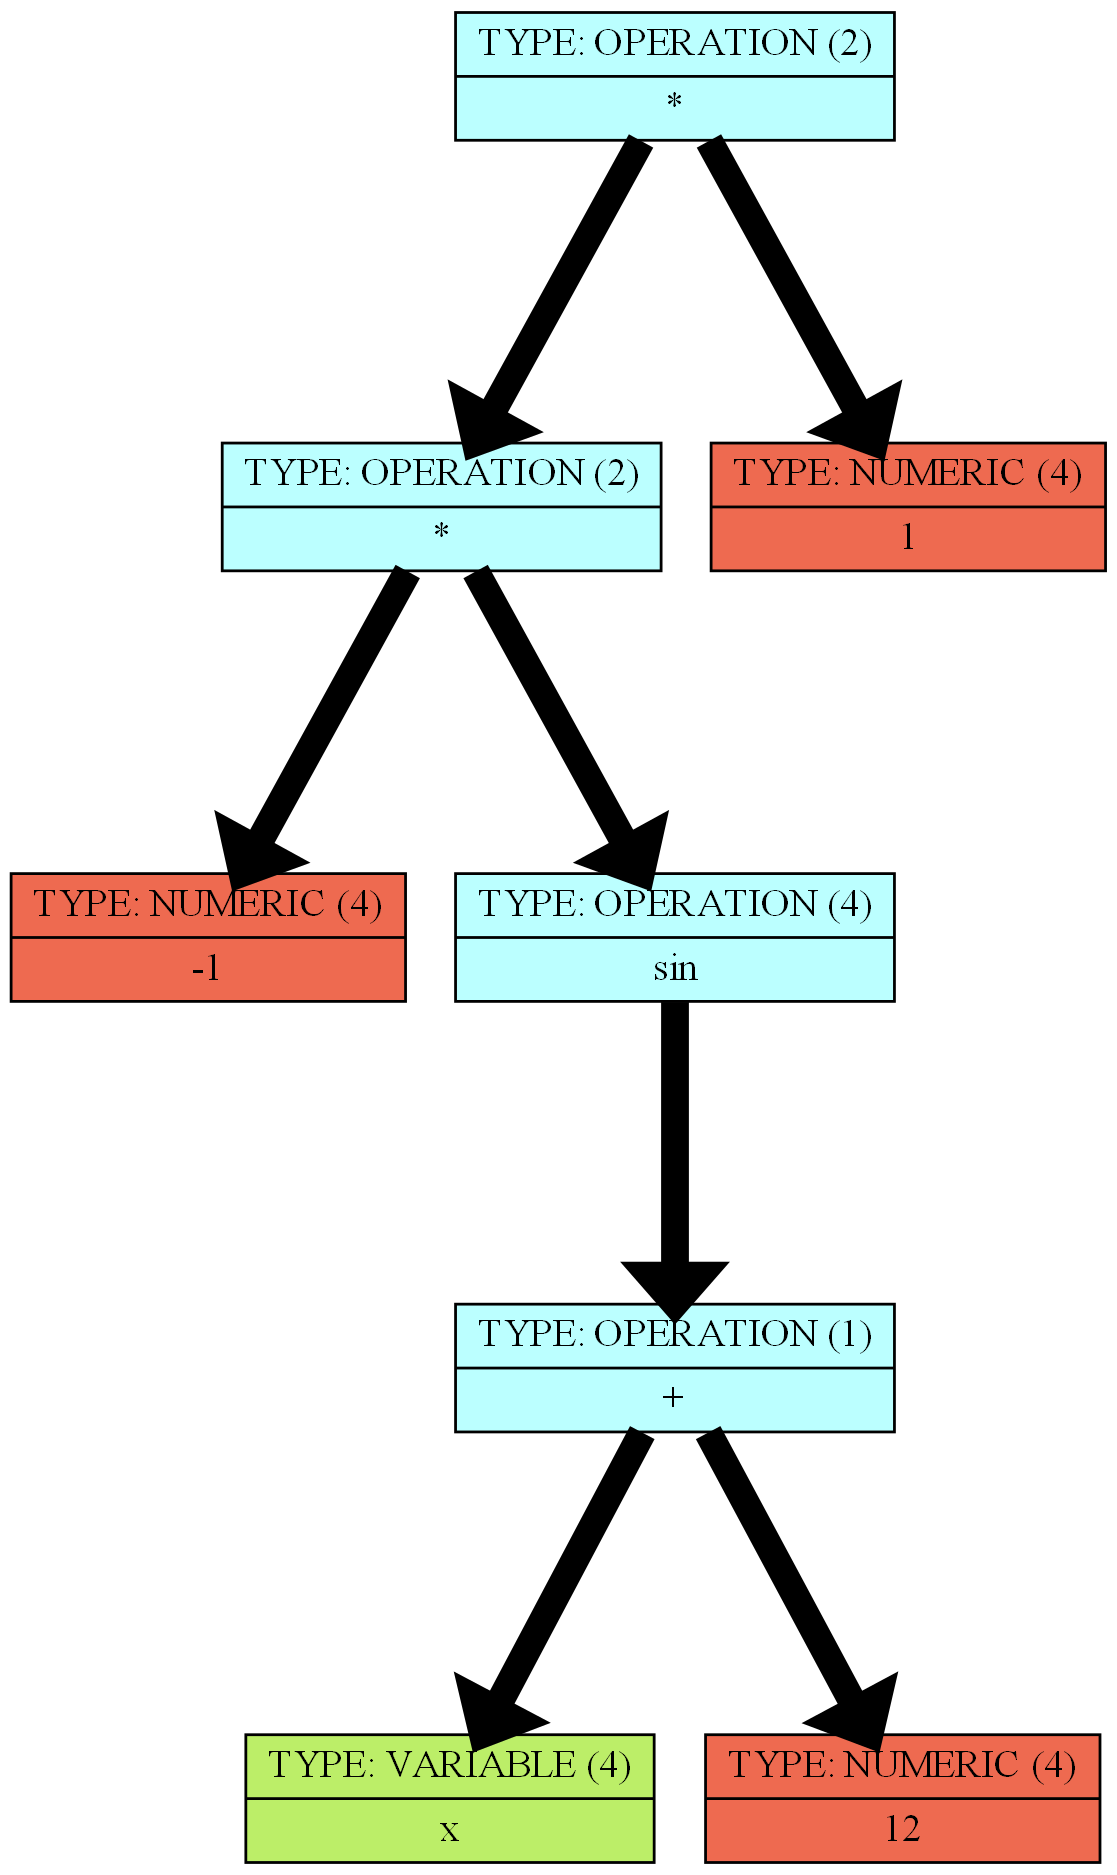 TYPE: OPERATION (2)
*
TYPE: OPERATION (2)
*
TYPE: NUMERIC (4)
1
TYPE: NUMERIC (4)
-1
TYPE: OPERATION (4)
sin
TYPE: OPERATION (1)
+
TYPE: VARIABLE (4)
x
TYPE: NUMERIC (4)
12